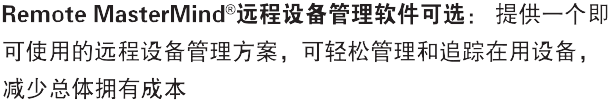 Remote MasterMind®远程设备管理软件可选： 提供一个即
可使用的远程设备管理方案，可轻松管理和追踪在用设备，
减少总体拥有成本